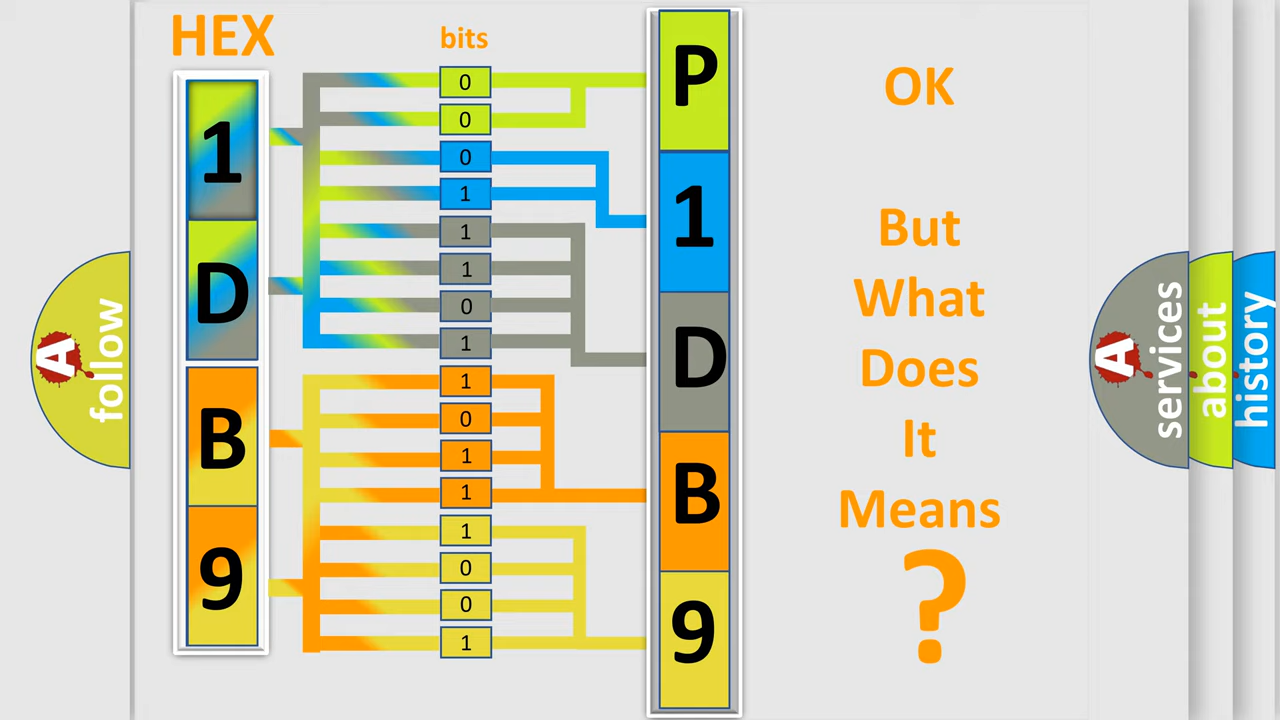 HEX
bits
1
D
B
9
0
0
0
1
1
1
0
1
1
0
1
1
1
0
0
1
P
1
D
B
9
OK
But
What
Does
It
Means
?
A
follow
A
services
about
history